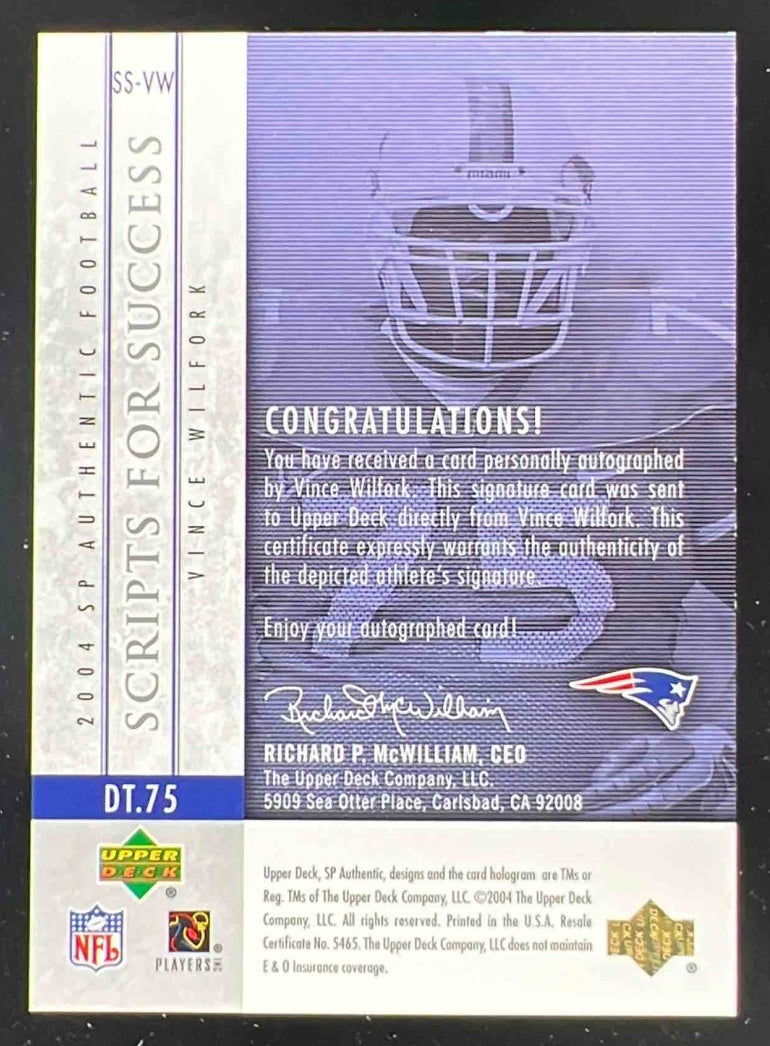 SS-VW
2004 SP AUTHENTIC FOOTBALL
SCRIPTS FOR SUCCESS
VINCE WILFORK
DT.75
UPPER
DECK
®
NFL
PLAYERS INC
®
miami
75
CONGRATULATIONS!
You have received a card personally autographed
by Vince Wilfork. This signature card was sent
to Upper Deck directly from Vince Wilfork. This
certificate expressly warrants the authenticity of
the depicted athlete's signature.
Enjoy your autographed card!
Richard McWilliam
RICHARD P. McWILLIAM, CEO
The Upper Deck Company, LLC.
5909 Sea Otter Place, Carlsbad, CA 92008
Upper Deck, SP Authentic, designs and the card hologram are TMs or
Reg. TMs of The Upper Deck Company, LLC. ©2004 The Upper Deck
Company, LLC. All rights reserved. Printed in the U.S.A. Resale
Certificate No. 5465. The Upper Deck Company, LLC does not maintain
E & O Insurance coverage.
®